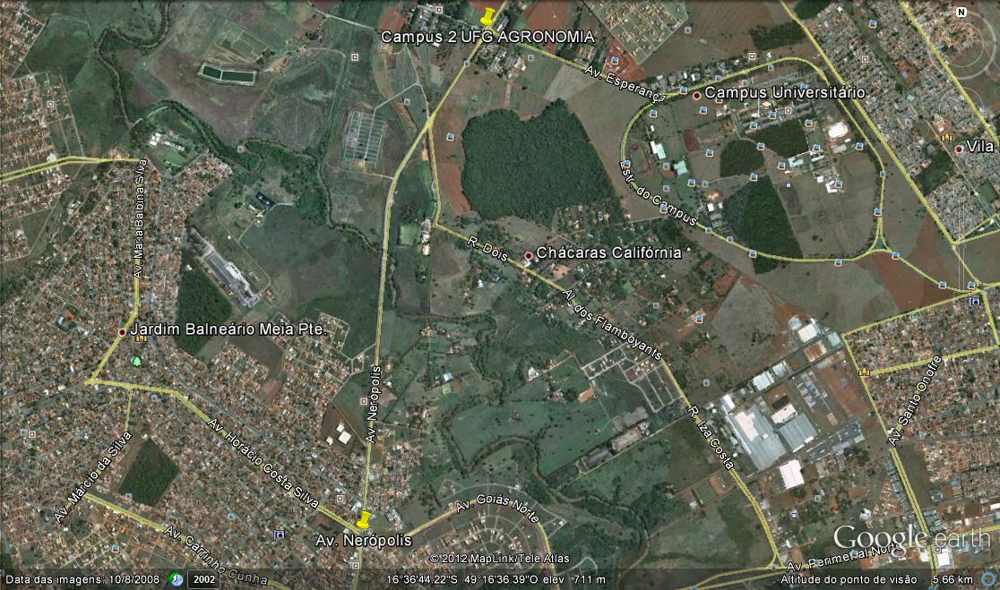 N
Campus 2 UFG AGRONOMIA
Av. Esperança
Campus Universitário
Vila
Av. Maria Balbina Silva
Estr. do Campus
R. Dois
Chácaras Califórnia
Al. dos Flamboyants
Jardim Balneário Meia Pte.
Av. Nerópolis
Av. Santo Onofre
R. Iza Costa
Av. Horácio Costa Silva
Av. Márcio da Silva
Av. Goiás Norte
Av. Nerópolis
Av. Carrinho Cunha
Google earth
Av. Perimetral Norte
© 2012 MapLink/Tele Atlas
Data das imagens: 10/8/2008 2002 16°36'44.22"S 49°16'36.39"O elev 711 m Altitude do ponto de visão 5.66 km